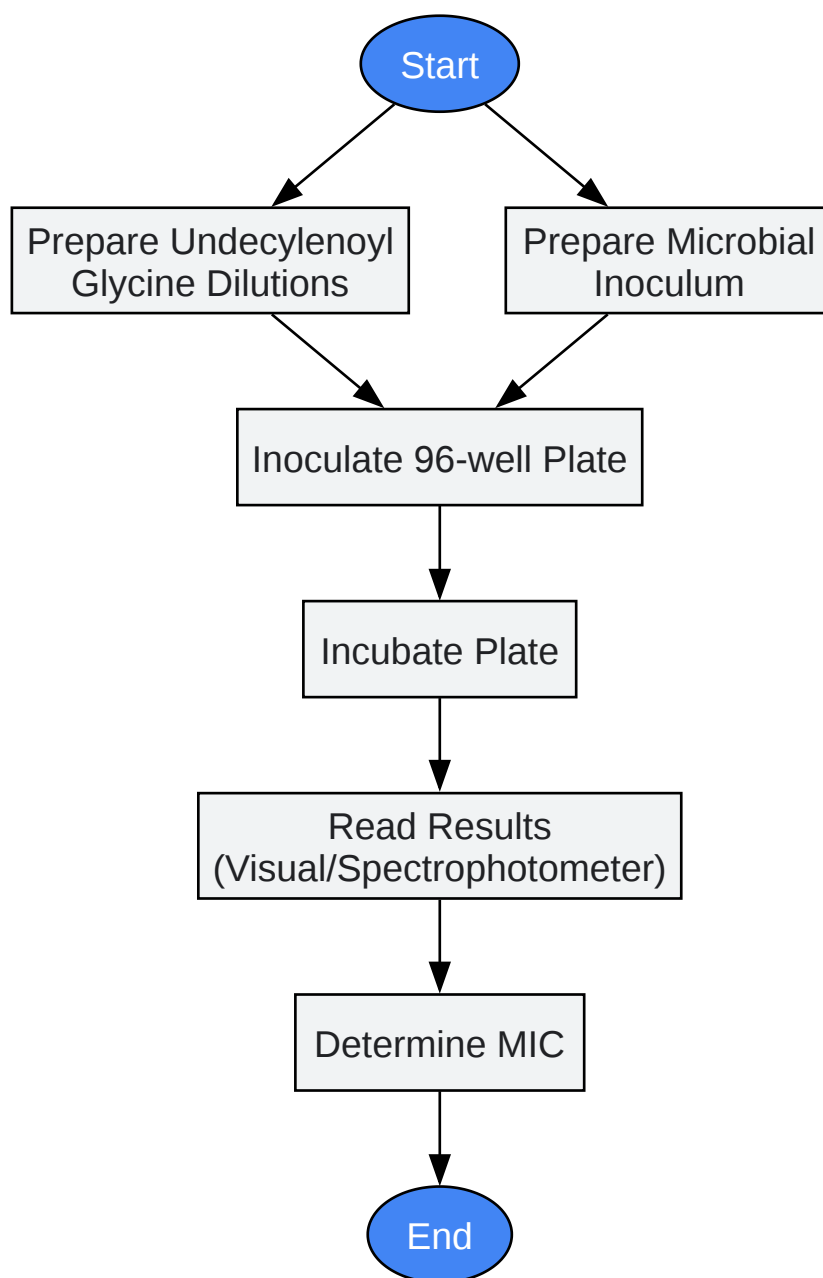 Start
Prepare Undecylenoyl
Glycine Dilutions
Prepare Microbial
Inoculum
Inoculate 96-well Plate
Incubate Plate
Read Results
(Visual/Spectrophotometer)
Determine MIC
End